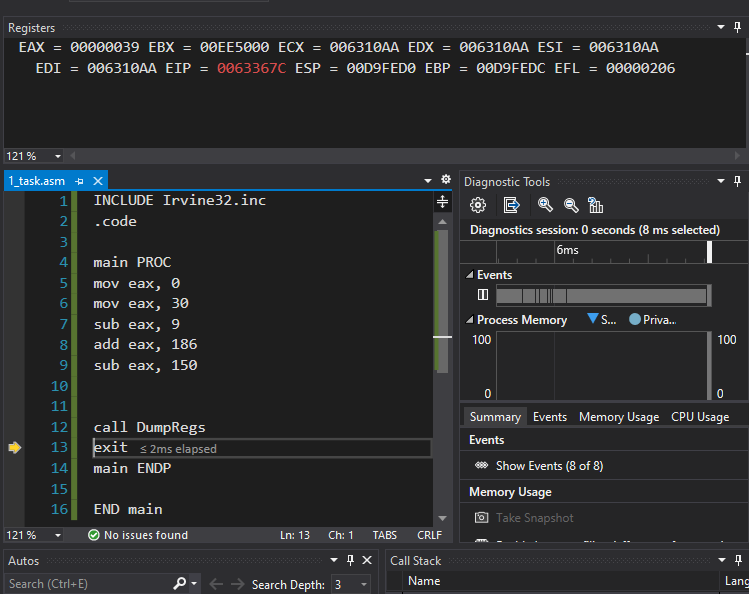 Registers
EAX = 00000039 EBX = 00EE5000 ECX = 006310AA EDX = 006310AA ESI = 006310AA
EDI = 006310AA EIP = 0063367C ESP = 00D9FED0 EBP = 00D9FEDC EFL = 00000206
121 %
1_task.asm
1 INCLUDE Irvine32.inc
2 .code
3
4 main PROC
5 mov eax, 0
6 mov eax, 30
7 sub eax, 9
8 add eax, 186
9 sub eax, 150
10
11
12 call DumpRegs
13 exit ≤ 2ms elapsed
14 main ENDP
15
16 END main
121 % No issues found Ln: 13 Ch: 1 TABS CRLF
Diagnostic Tools
Diagnostics session: 0 seconds (8 ms selected)
6ms
Events
Process Memory S... Priva...
100 100
0 0
Summary Events Memory Usage CPU Usage
Events
Show Events (8 of 8)
Memory Usage
Take Snapshot
Autos
Search (Ctrl+E) Search Depth: 3
Call Stack
Name Lang